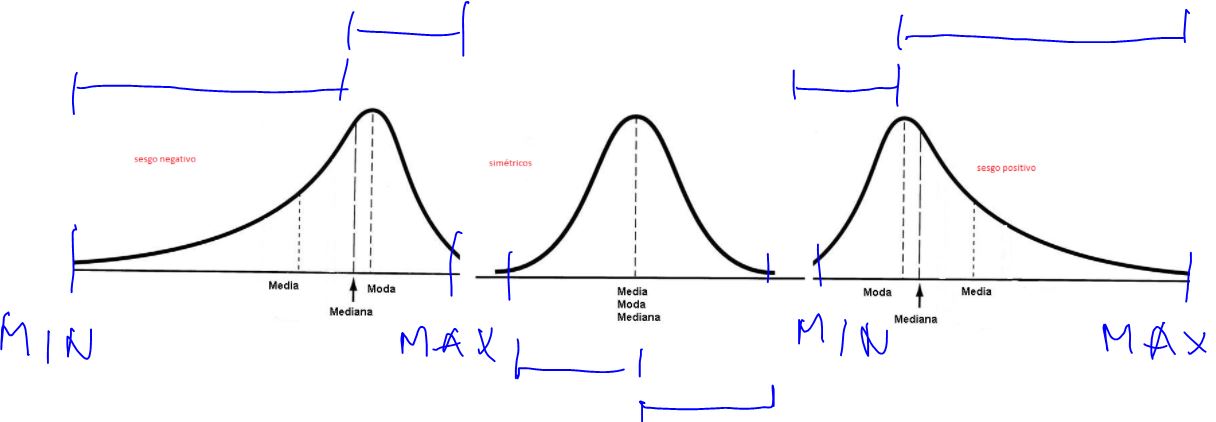 sesgo negativo
simétricos
sesgo positivo
Media
Moda
Mediana
Media
Moda
Mediana
Moda
Media
Mediana
MIN
MAX
MIN
MAX